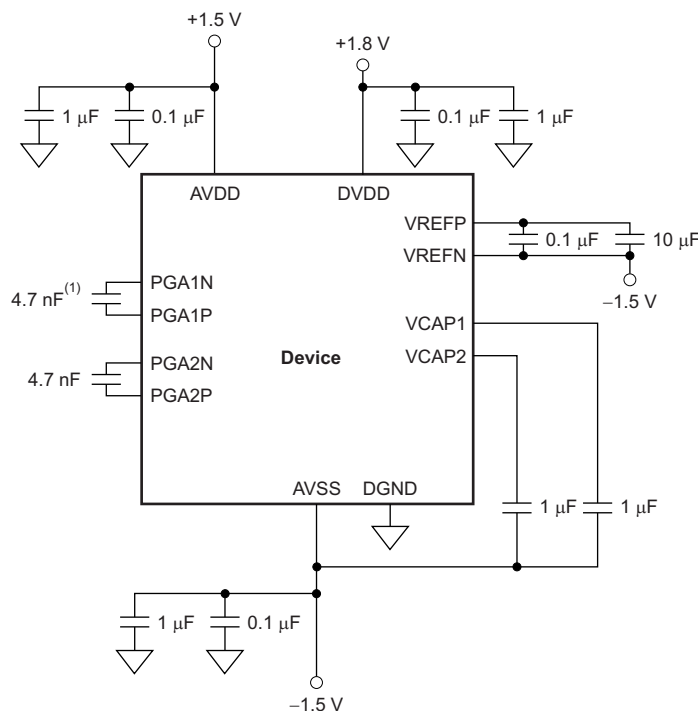 +1.5 V
+1.8 V
1 μF
0.1 μF
0.1 μF
1 μF
AVDD
DVDD
VREFP
VREFN
0.1 μF
10 μF
−1.5 V
PGA1N
4.7 nF(1)
PGA1P
VCAP1
PGA2N
4.7 nF
PGA2P
Device
VCAP2
AVSS
DGND
1 μF
1 μF
1 μF
0.1 μF
−1.5 V